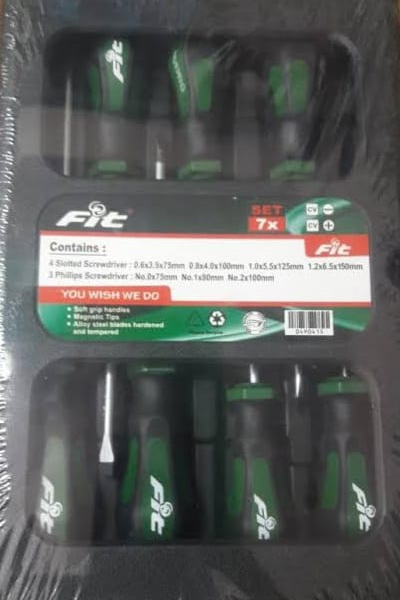 Fit
Fit
SET
7x
CV
CV
Fit
Contains :
4 Slotted Screwdriver : 0.6x3.5x75mm 0.8x4.0x100mm 1.0x5.5x125mm 1.2x6.5x150mm
3 Phillips Screwdriver : No.0x75mm No.1x80mm No.2x100mm
YOU WISH WE DO
• Soft grip handles
• Magnetic Tips
• Alloy steel blades hardened
and tempered
0490415
Fit
Fit
Fit
Fit